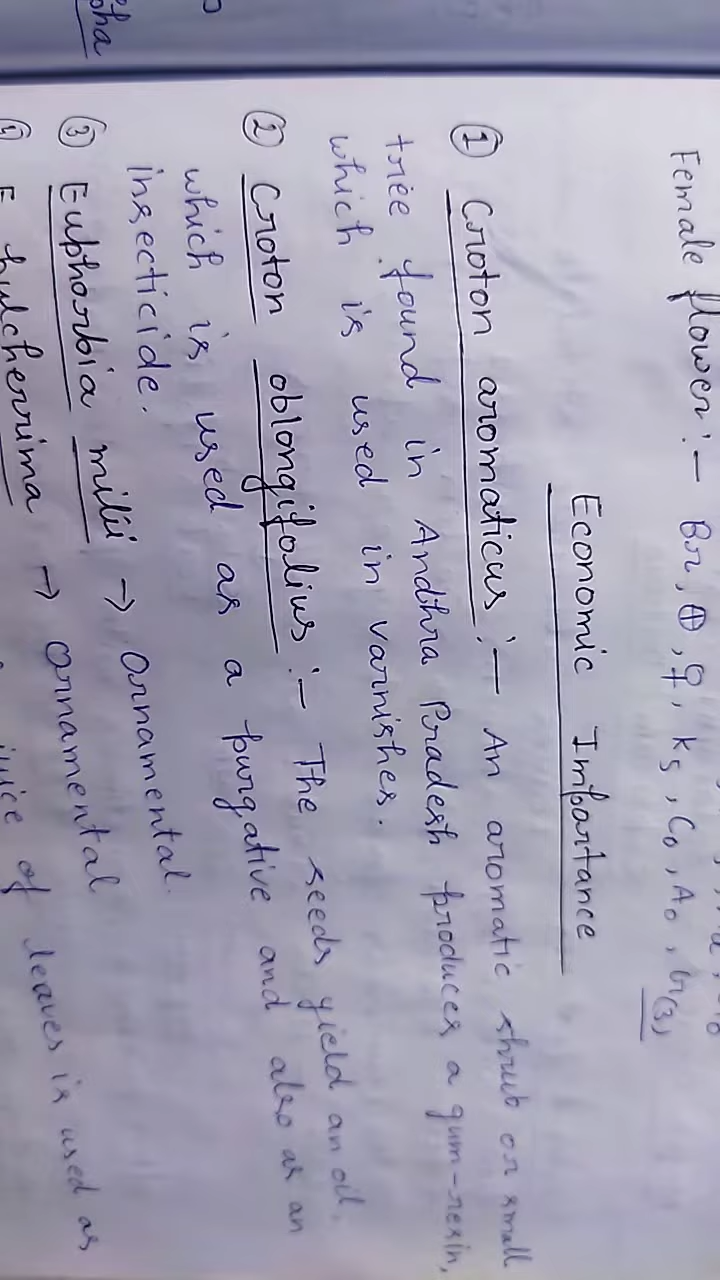 Female flower :- Br, ⊕, ♀, K5, C0, A0, G(3)
Economic Importance
① Croton aromaticus :- An aromatic shrub or small
tree found in Andhra Pradesh produces a gum-resin,
which is used in varnishes.
② Croton oblongifolius :- The seeds yield an oil.
which is used as a purgative and also as an
insecticide.
③ Euphorbia milii → Ornamental.
④ E pulcherrima → Ornamental
juice of leaves is used as